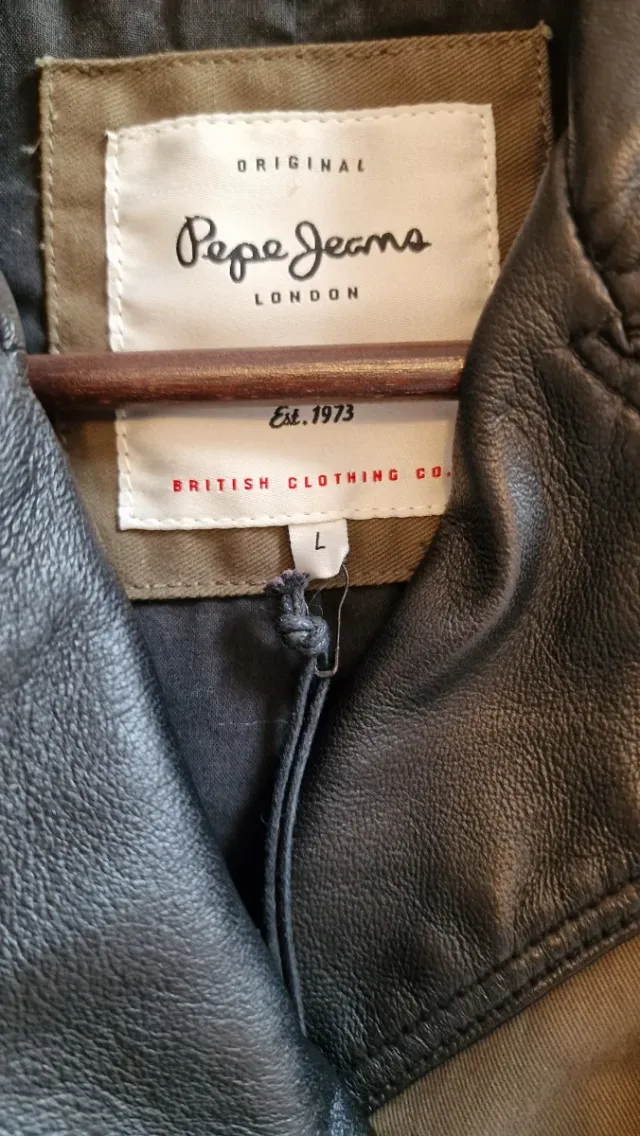 ORIGINAL
Pepe Jeans
LONDON
Est. 1973
BRITISH CLOTHING CO.
L